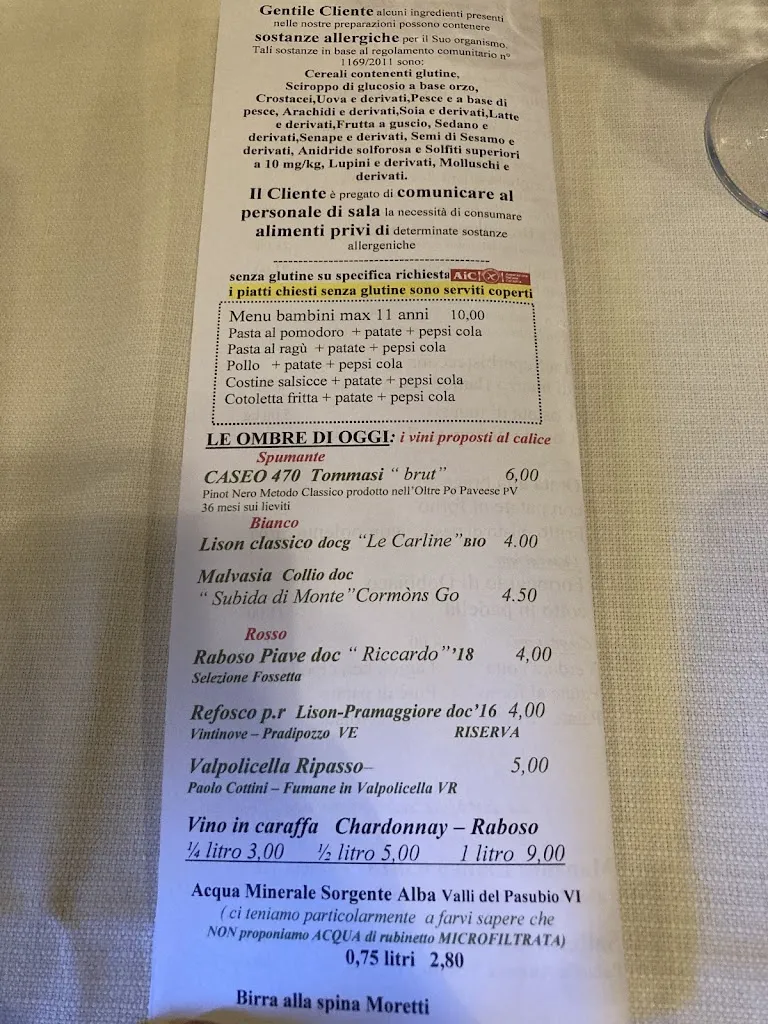 Gentile Cliente alcuni ingredienti presenti
nelle nostre preparazioni possono contenere
sostanze allergiche per il Suo organismo.
Tali sostanze in base al regolamento comunitario n°
1169/2011 sono:
Cereali contenenti glutine,
Sciroppo di glucosio a base orzo,
Crostacei,Uova e derivati,Pesce e a base di
pesce, Arachidi e derivati,Soia e derivati,Latte
e derivati,Frutta a guscio, Sedano e
derivati,Senape e derivati, Semi di Sesamo e
derivati, Anidride solforosa e Solfiti superiori
a 10 mg/kg, Lupini e derivati, Molluschi e
derivati.
Il Cliente è pregato di comunicare al
personale di sala la necessità di consumare
alimenti privi di determinate sostanze
allergeniche
senza glutine su specifica richiesta AiC
i piatti chiesti senza glutine sono serviti coperti
Menu bambini max 11 anni 10,00
Pasta al pomodoro + patate + pepsi cola
Pasta al ragù + patate + pepsi cola
Pollo + patate + pepsi cola
Costine salsicce + patate + pepsi cola
Cotoletta fritta + patate + pepsi cola
LE OMBRE DI OGGI: i vini proposti al calice
Spumante
CASEO 470 Tommasi “ brut” 6,00
Pinot Nero Metodo Classico prodotto nell'Oltre Po Paveese PV
36 mesi sui lieviti
Bianco
Lison classico docg “Le Carline” BIO 4.00
Malvasia Collio doc
“ Subida di Monte”Cormòns Go 4.50
Rosso
Raboso Piave doc “ Riccardo”'18 4,00
Selezione Fossetta
Refosco p.r Lison-Pramaggiore doc'16 4,00
Vintinove – Pradipozzo VE RISERVA
Valpolicella Ripasso– 5,00
Paolo Cottini – Fumane in Valpolicella VR
Vino in caraffa Chardonnay – Raboso
¼ litro 3,00 ½ litro 5,00 1 litro 9,00
Acqua Minerale Sorgente Alba Valli del Pasubio VI
( ci teniamo particolarmente a farvi sapere che
NON proponiamo ACQUA di rubinetto MICROFILTRATA)
0,75 litri 2,80
Birra alla spina Moretti